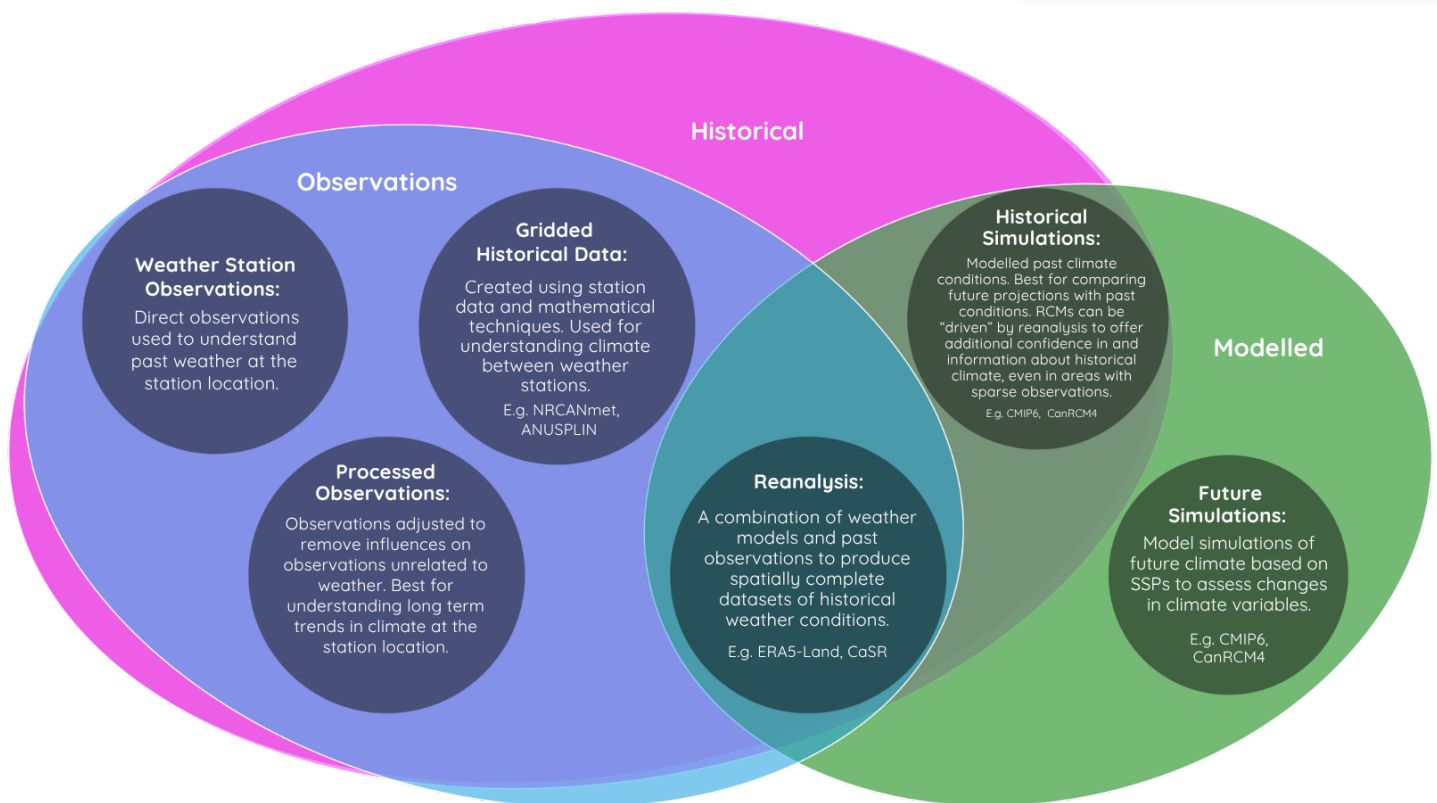 Historical
Observations
Modelled
Weather Station
Observations:
Direct observations
used to understand
past weather at the
station location.
Gridded
Historical Data:
Created using station
data and mathematical
techniques. Used for
understanding climate
between weather
stations.
E.g. NRCANmet,
ANUSPLIN
Historical
Simulations:
Modelled past climate
conditions. Best for comparing
future projections with past
conditions. RCMs can be
“driven” by reanalysis to offer
additional confidence in and
information about historical
climate, even in areas with
sparse observations.
E.g. CMIP6, CanRCM4
Processed
Observations:
Observations adjusted to
remove influences on
observations unrelated to
weather. Best for
understanding long term
trends in climate at the
station location.
Reanalysis:
A combination of weather
models and past
observations to produce
spatially complete
datasets of historical
weather conditions.
E.g. ERA5-Land, CaSR
Future
Simulations:
Model simulations of
future climate based on
SSPs to assess changes
in climate variables.
E.g. CMIP6,
CanRCM4